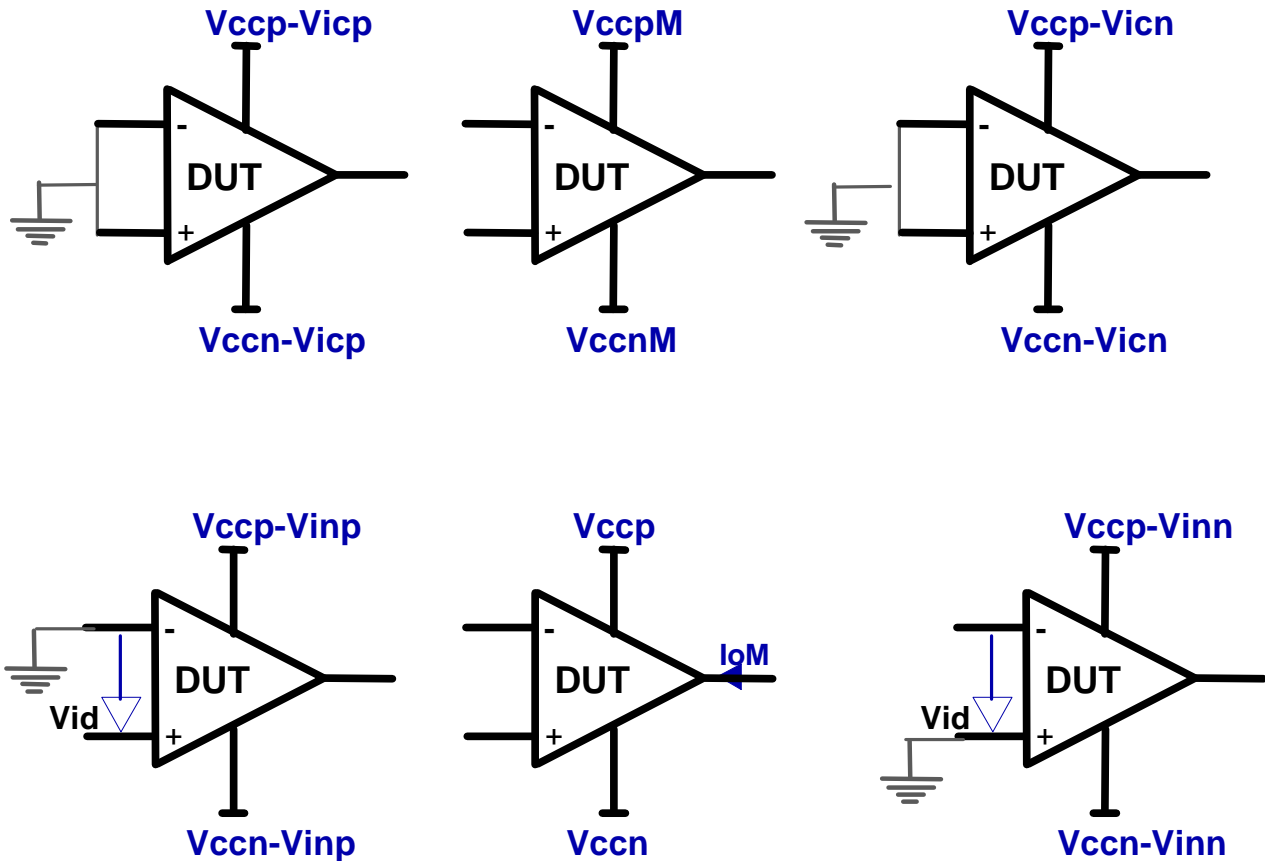 Vccp-Vicp
VccpM
Vccp-Vicn
-
DUT
+
-
DUT
+
-
DUT
+
Vccn-Vicp
VccnM
Vccn-Vicn
Vccp-Vinp
Vccp
Vccp-Vinn
-
DUT
Vid
+
-
DUT
IoM
+
-
DUT
Vid
+
Vccn-Vinp
Vccn
Vccn-Vinn